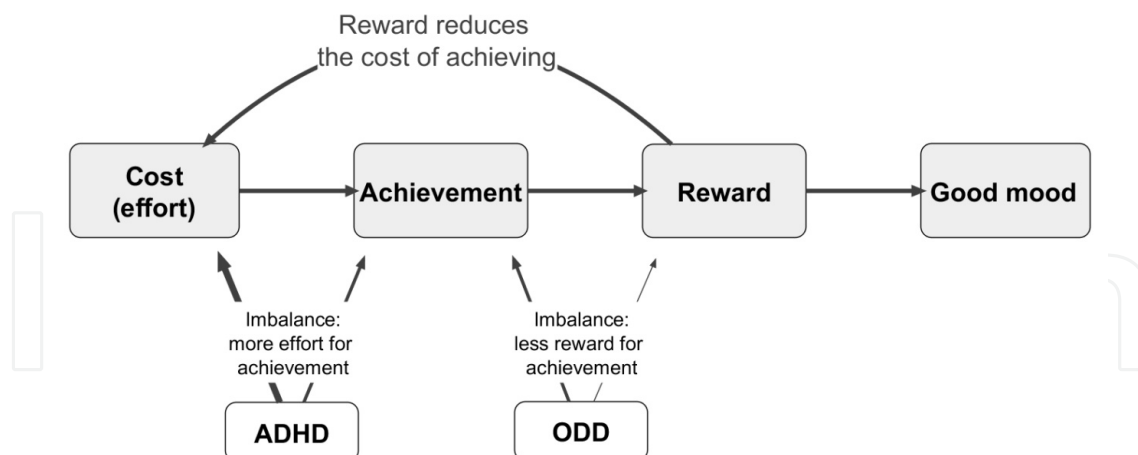 Reward reduces
the cost of achieving
Cost
(effort)
Achievement
Reward
Good mood
Imbalance:
more effort for
achievement
Imbalance:
less reward for
achievement
ADHD
ODD